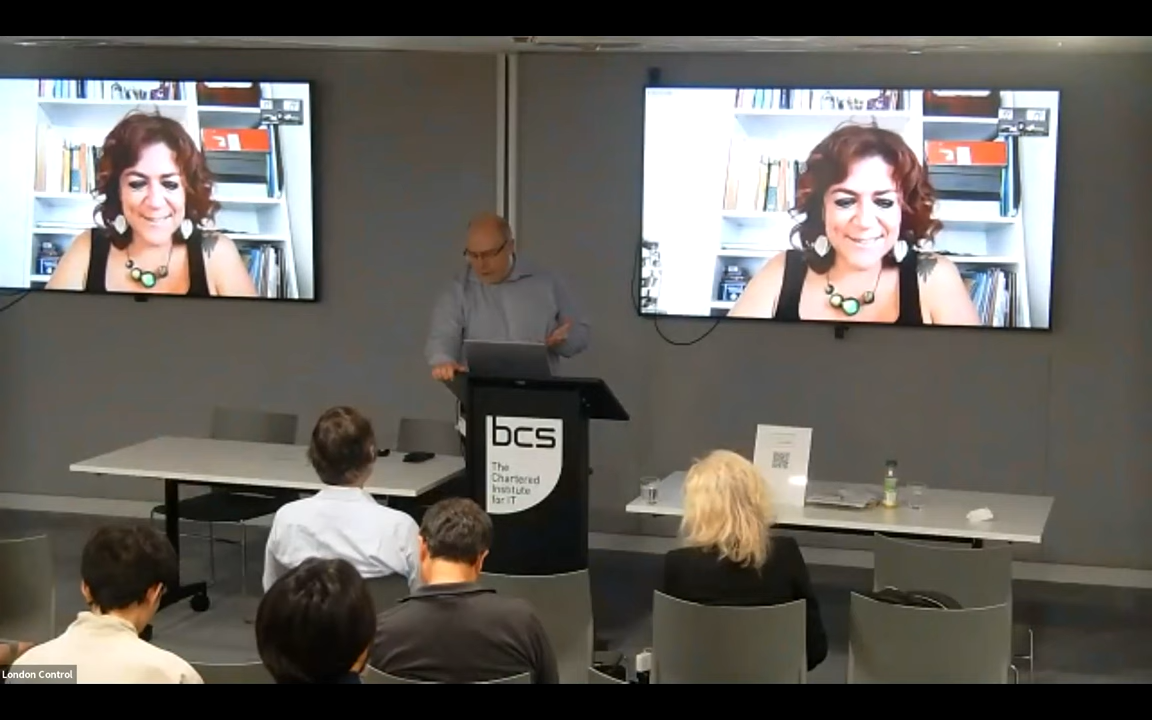 bcs
The
Chartered
Institute
for IT
London Control